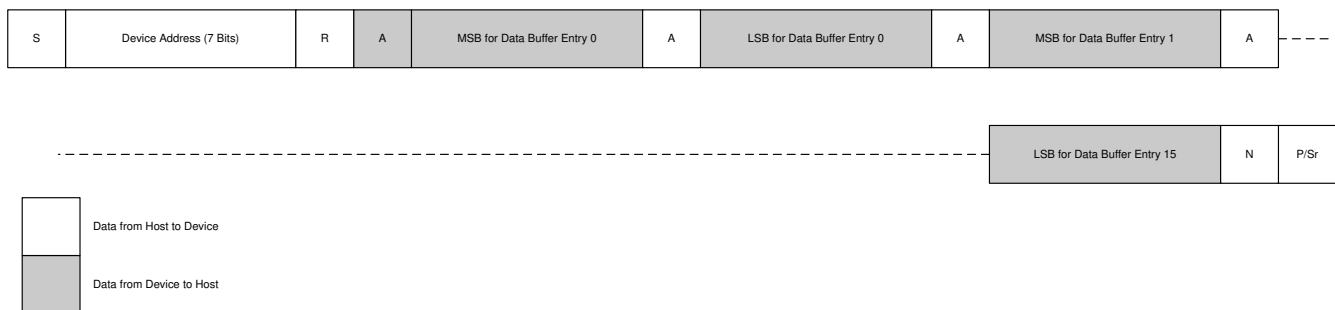 S
Device Address (7 Bits)
R
A
MSB for Data Buffer Entry 0
A
LSB for Data Buffer Entry 0
A
MSB for Data Buffer Entry 1
A
LSB for Data Buffer Entry 15
N
P/Sr
Data from Host to Device
Data from Device to Host